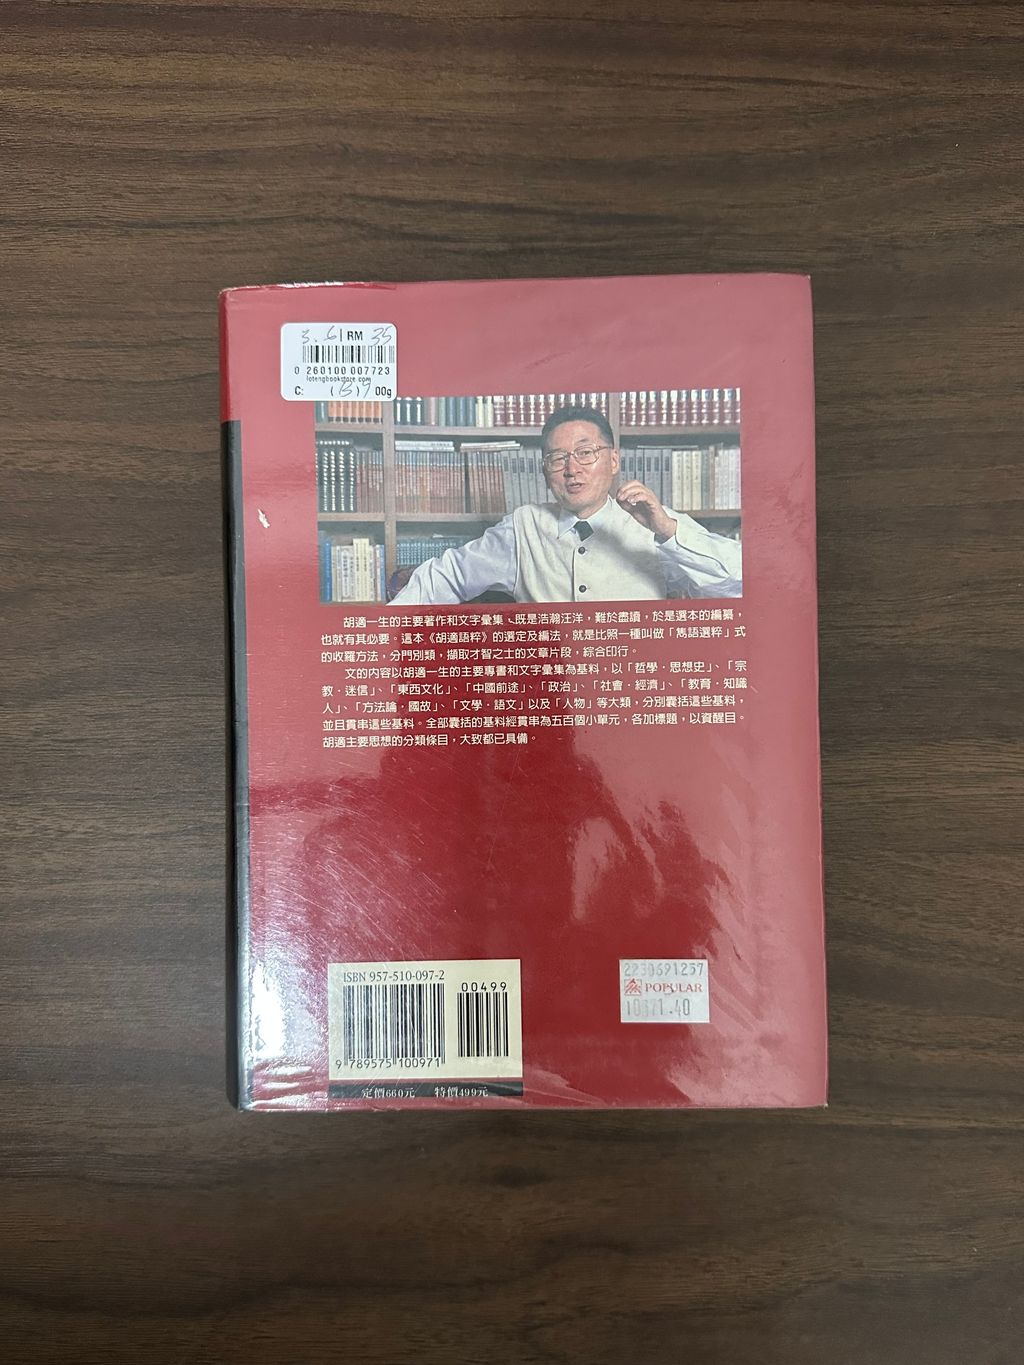 3.6 | RM 35
0 260100 007723
lotengbookstore.com
C: 00g
胡適一生的主要著作和文字彙集，既是浩瀚汪洋，難於盡讀，於是選本的編纂，
也就有其必要。這本《胡適語粹》的選定及編法，就是比照一種叫做「雋語選粹」式
的收羅方法，分門別類，擷取才智之士的文章片段，綜合印行。
文的內容以胡適一生的主要專書和文字彙集為基料，以「哲學·思想史」、「宗
教·迷信」、「東西文化」、「中國前途」、「政治」、「社會·經濟」、「教育·知識
人」、「方法論·國故」、「文學·語文」以及「人物」等大類，分別囊括這些基料，
並且貫串這些基料。全部囊括的基料經貫串為五百個小單元，各加標題，以資醒目。
胡適主要思想的分類條目，大致都已具備。
ISBN 957-510-097-2
00499
9 789575 100971
定價660元 特價499元
2230691257
POPULAR